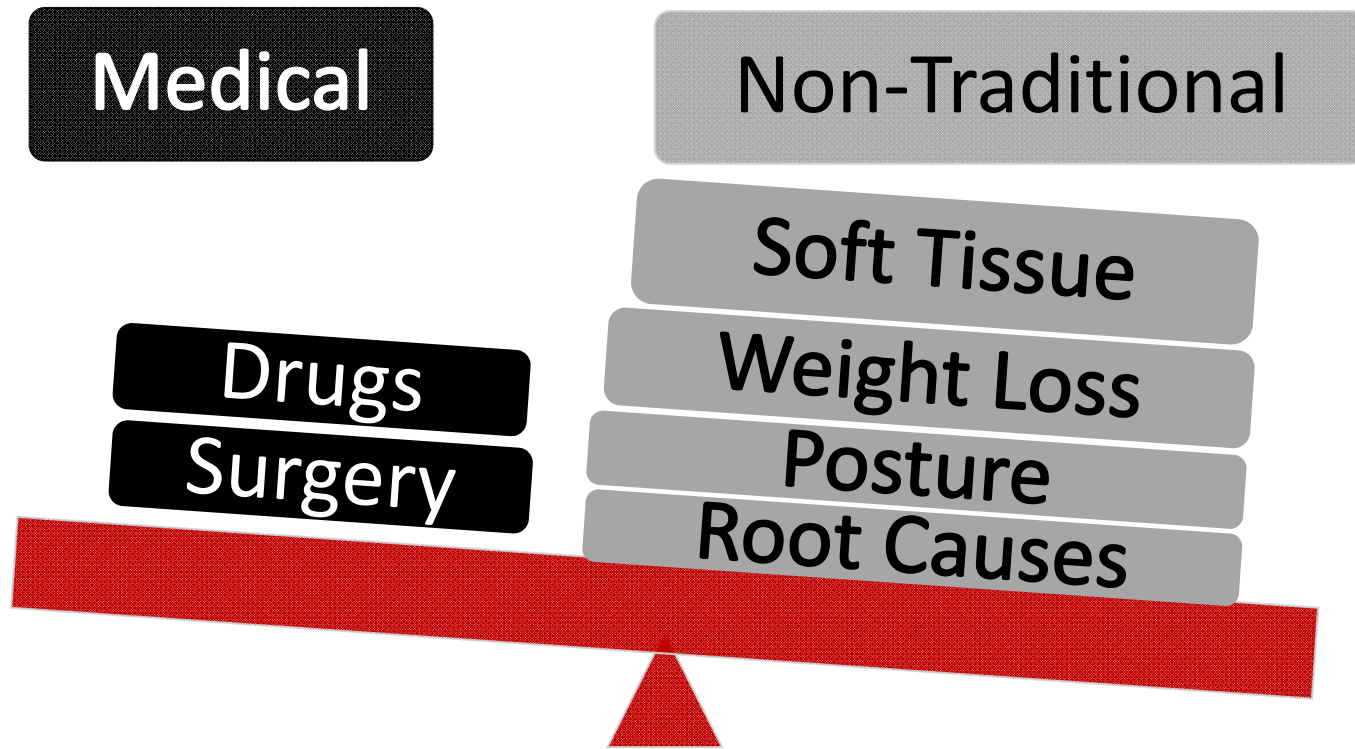 Medical
Non-Traditional
Drugs
Surgery
Soft Tissue
Weight Loss
Posture
Root Causes